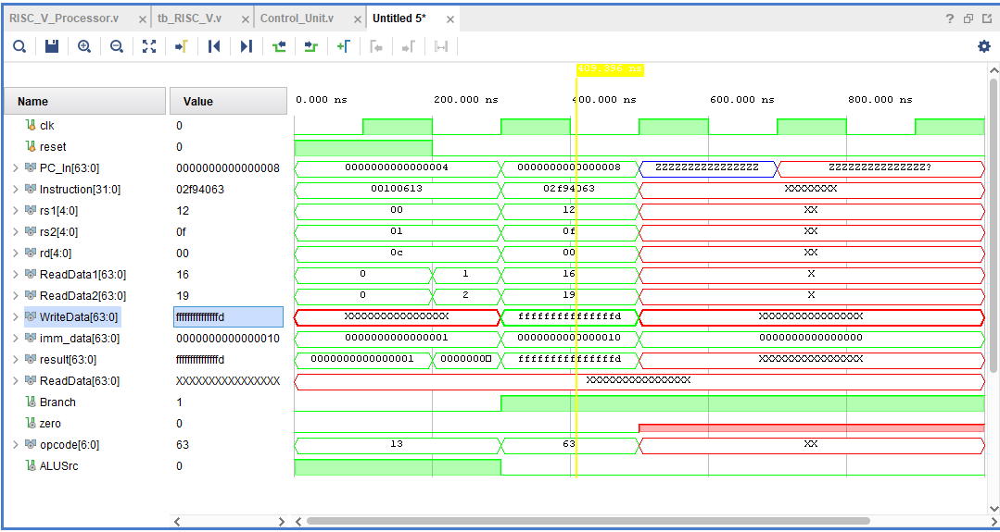 RISC_V_Processor.v × tb_RISC_V.v × Control_Unit.v × Untitled 5* × ?
Name Value 0.000 ns 200.000 ns 400.000 ns 600.000 ns 800.000 ns
clk 0
reset 0
PC_In[63:0] 0000000000000008 0000000000000004 0000000000000008 ZZZZZZZZZZZZZZZZ ZZZZZZZZZZZZZZZ?
Instruction[31:0] 02f94063 00100613 02f94063 XXXXXXXX
rs1[4:0] 12 00 12 XX
rs2[4:0] 0f 01 0f XX
rd[4:0] 00 0c 00 XX
ReadData1[63:0] 16 0 1 16 X
ReadData2[63:0] 19 0 2 19 X
WriteData[63:0] fffffffffffffffd XXXXXXXXXXXXXXXX fffffffffffffffd XXXXXXXXXXXXXXXX
imm_data[63:0] 0000000000000010 0000000000000001 0000000000000010 0000000000000000
result[63:0] fffffffffffffffd 0000000000000001 0000000 fffffffffffffffd XXXXXXXXXXXXXXXX
ReadData[63:0] XXXXXXXXXXXXXXXX XXXXXXXXXXXXXXXX
Branch 1
zero 0
opcode[6:0] 63 13 63 XX
ALUSrc 0